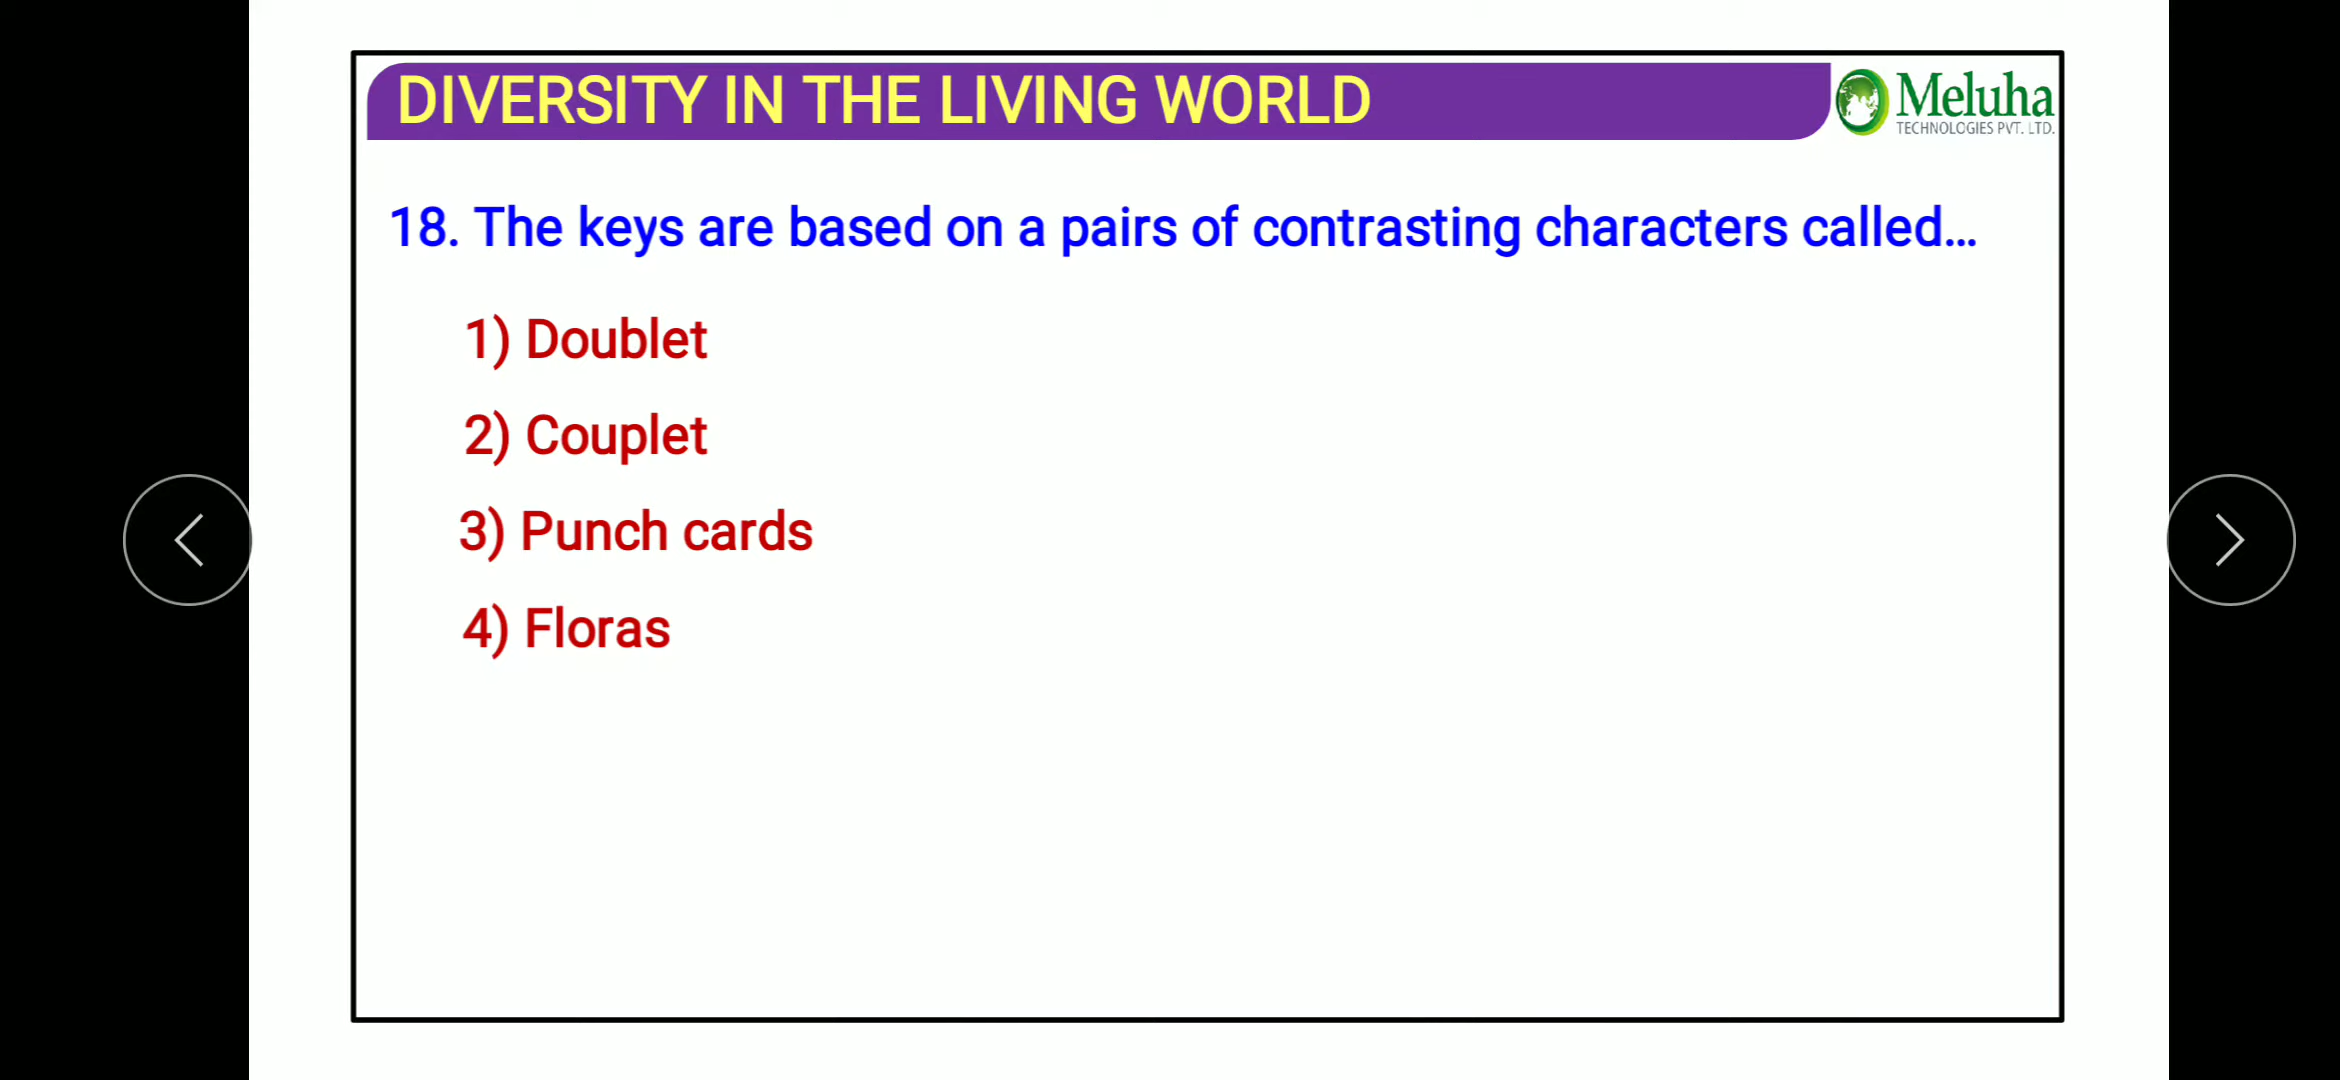 DIVERSITY IN THE LIVING WORLD
Meluha
TECHNOLOGIES PVT. LTD.
18. The keys are based on a pairs of contrasting characters called...
1) Doublet
2) Couplet
3) Punch cards
4) Floras